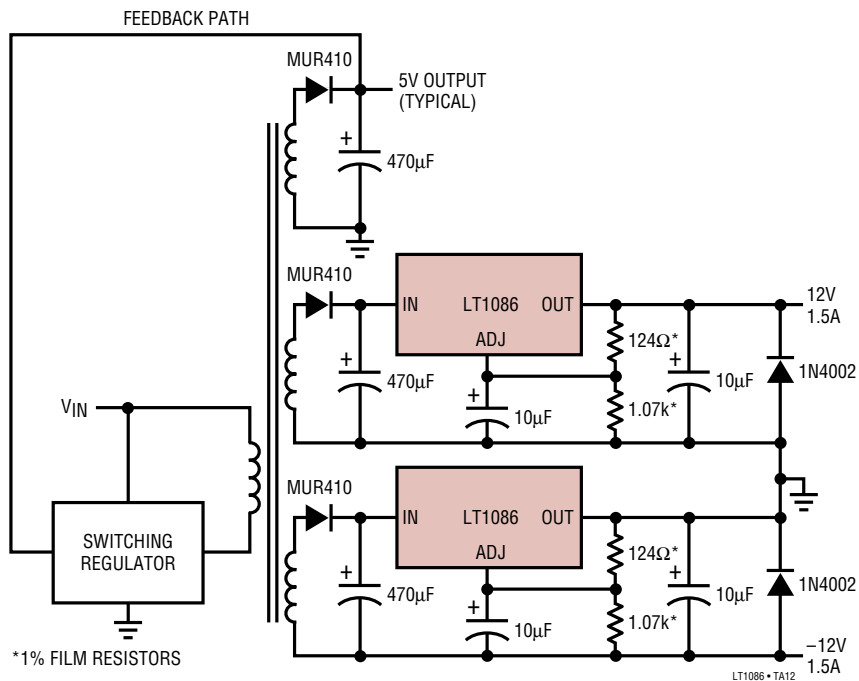 FEEDBACK PATH
MUR410
5V OUTPUT
(TYPICAL)
+
470µF
MUR410
IN
LT1086
OUT
ADJ
12V
1.5A
124Ω*
+
470µF
+
10µF
1.07k*
+
10µF
1N4002
VIN
MUR410
IN
LT1086
OUT
ADJ
SWITCHING
REGULATOR
124Ω*
+
470µF
+
10µF
1.07k*
+
10µF
1N4002
–12V
1.5A
*1% FILM RESISTORS
LT1086 • TA12